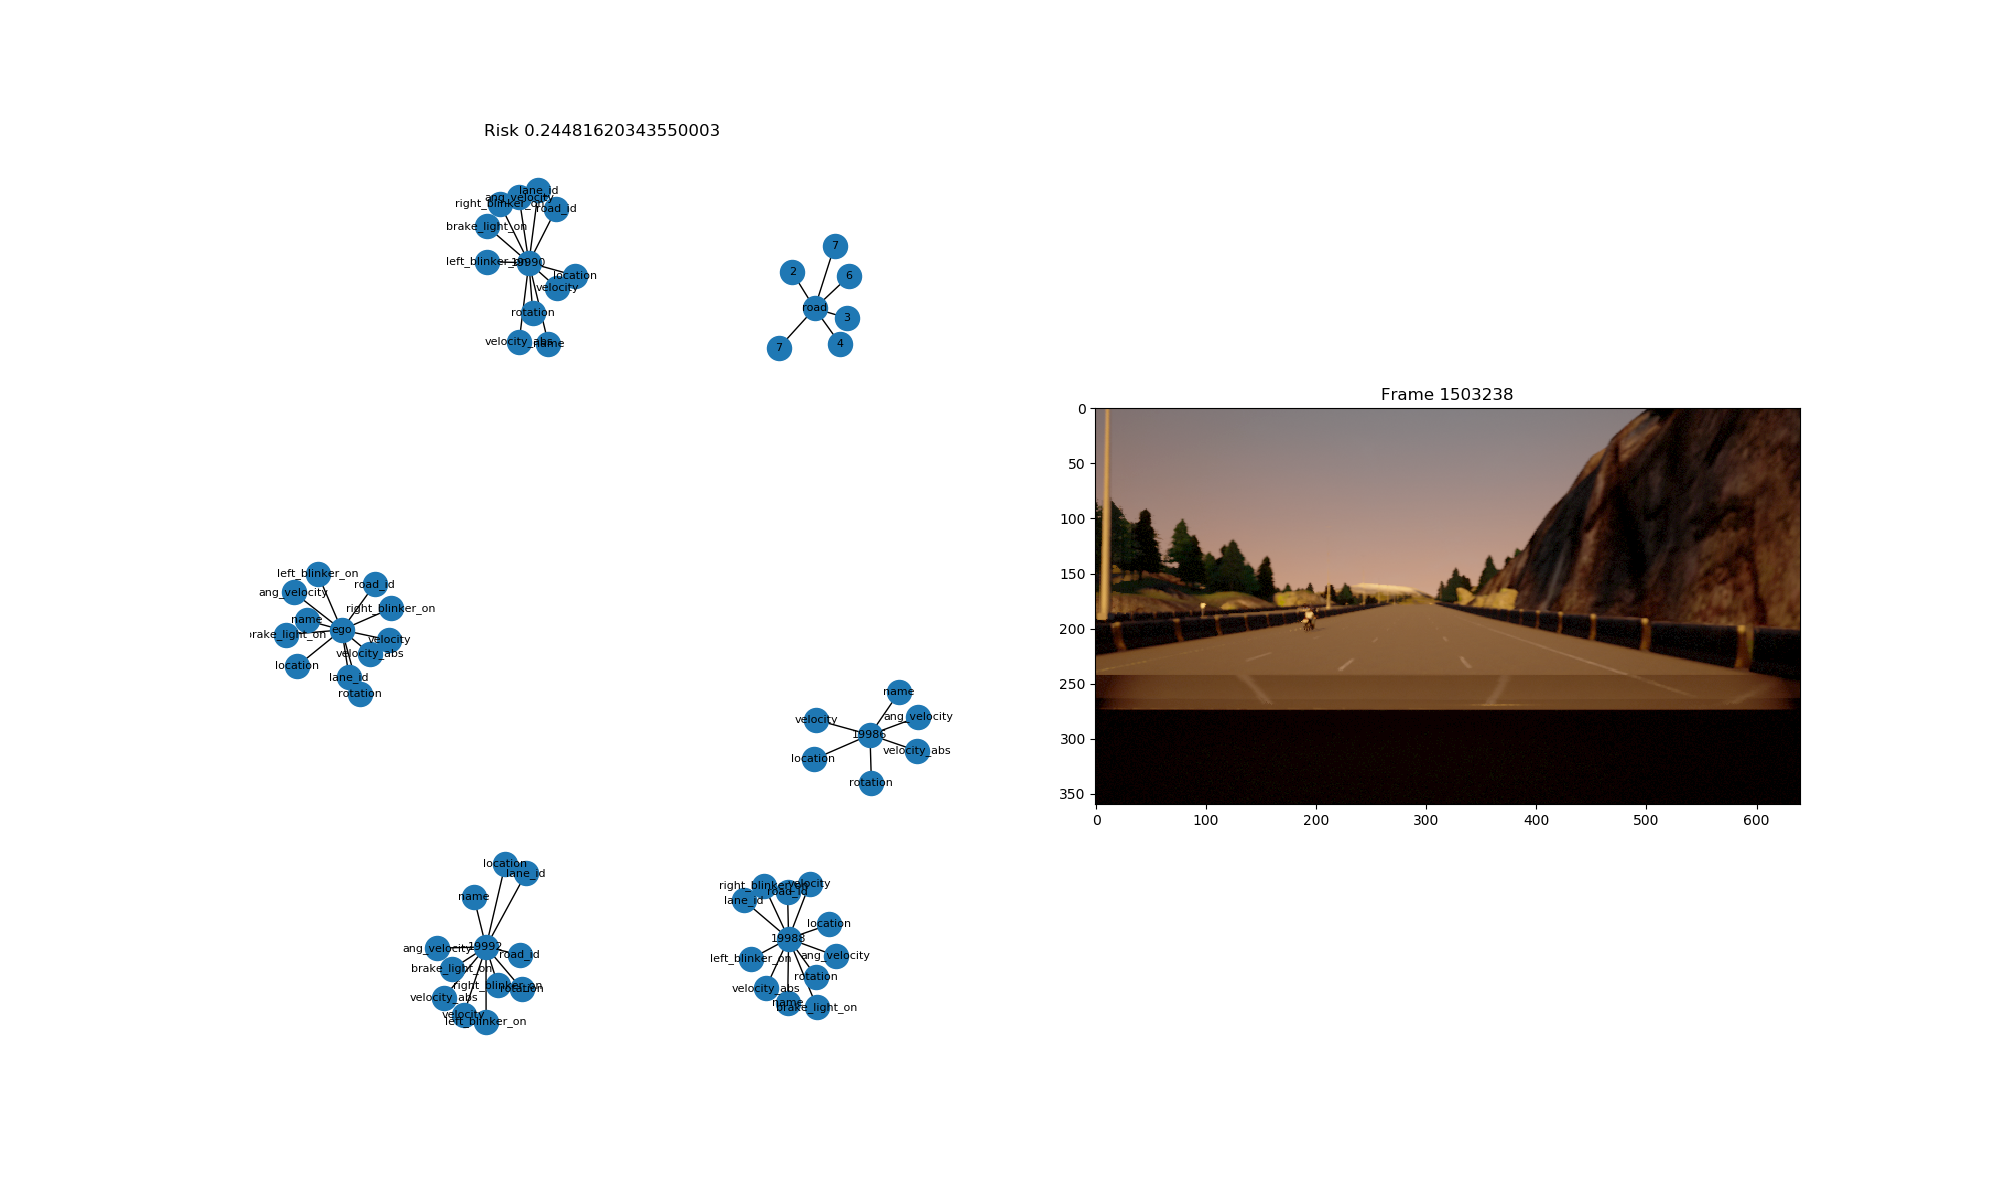 Risk 0.24481620343550003
lane_id
ang_velocity
right_blinker_on
road_id
brake_light_on
left_blinker_on
19990
location
velocity
rotation
velocity_abs
name
7
2
6
road
3
4
7
left_blinker_on
road_id
ang_velocity
right_blinker_on
name
ego
brake_light_on
velocity
velocity_abs
location
lane_id
rotation
name
velocity
ang_velocity
19986
velocity_abs
location
rotation
location
lane_id
name
ang_velocity
19992
road_id
brake_light_on
right_blinker_on
rotation
velocity_abs
velocity
left_blinker_on
right_blinker_on
velocity
road_id
lane_id
location
19988
left_blinker_on
ang_velocity
rotation
velocity_abs
name
brake_light_on
Frame 1503238
0
50
100
150
200
250
300
350
0
100
200
300
400
500
600